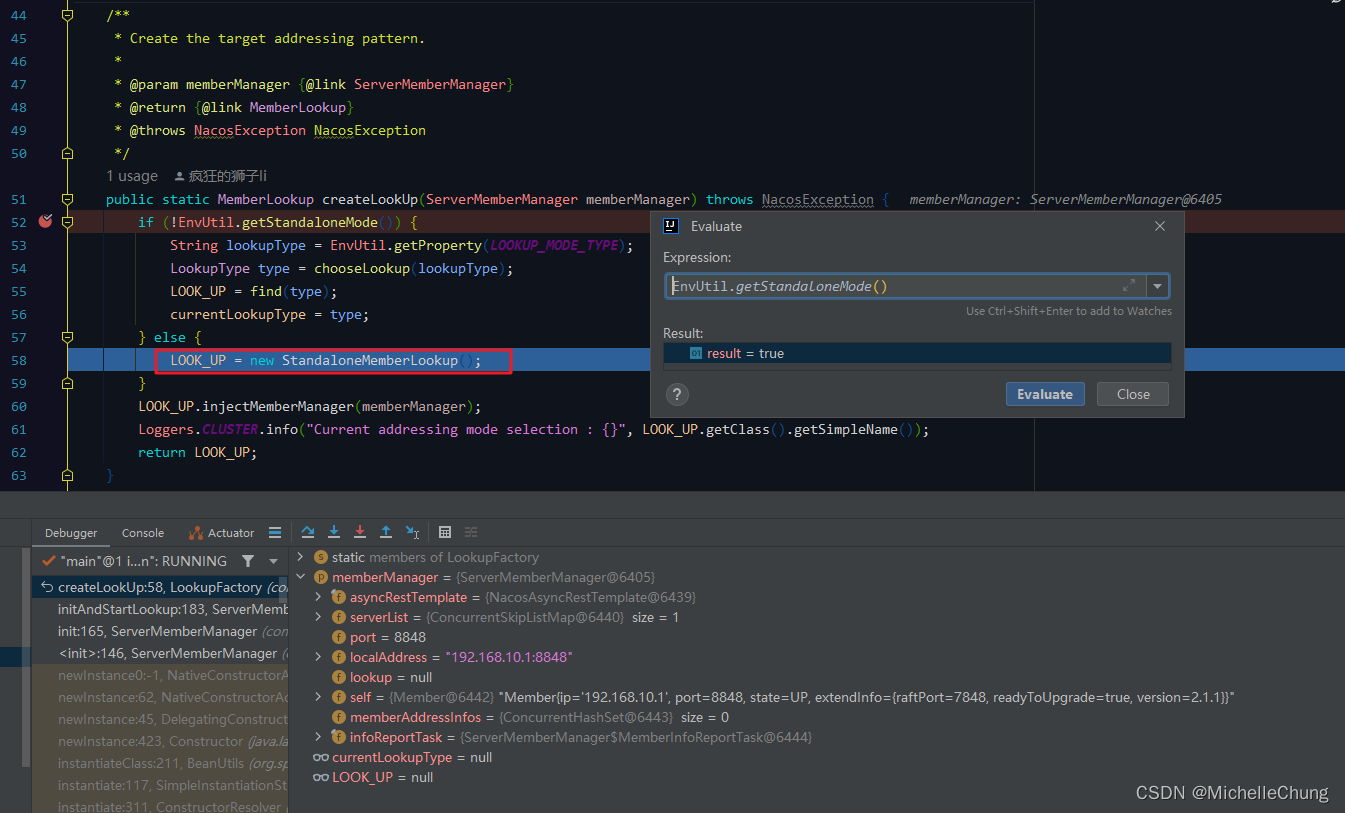 44 /**
45 * Create the target addressing pattern.
46 *
47 * @param memberManager {@link ServerMemberManager}
48 * @return {@link MemberLookup}
49 * @throws NacosException NacosException
50 */
1 usage 疯狂的狮子li
51 public static MemberLookup createLookUp(ServerMemberManager memberManager) throws NacosException { memberManager: ServerMemberManager@6405
52 if (!EnvUtil.getStandaloneMode()) {
53 String lookupType = EnvUtil.getProperty(LOOKUP_MODE_TYPE);
54 LookupType type = chooseLookup(lookupType);
55 LOOK_UP = find(type);
56 currentLookupType = type;
57 } else {
58 LOOK_UP = new StandaloneMemberLookup();
59 }
60 LOOK_UP.injectMemberManager(memberManager);
61 Loggers.CLUSTER.info("Current addressing mode selection : {}", LOOK_UP.getClass().getSimpleName());
62 return LOOK_UP;
63 }
Evaluate
Expression:
EnvUtil.getStandaloneMode()
Use Ctrl+Shift+Enter to add to Watches
Result:
01 result = true
? Evaluate Close
Debugger Console Actuator
"main"@1 i...n": RUNNING
createLookUp:58, LookupFactory (co
initAndStartLookup:183, ServerMemb
init:165, ServerMemberManager (con
<init>:146, ServerMemberManager (
newInstance0:-1, NativeConstructorA
newInstance:62, NativeConstructorAc
newInstance:45, DelegatingConstruct
newInstance:423, Constructor (java.la
instantiateClass:211, BeanUtils (org.sp
instantiate:117, SimpleInstantiationSt
instantiate:311, ConstructorResolver
s static members of LookupFactory
p memberManager = {ServerMemberManager@6405}
f asyncRestTemplate = {NacosAsyncRestTemplate@6439}
f serverList = {ConcurrentSkipListMap@6440} size = 1
f port = 8848
f localAddress = "192.168.10.1:8848"
f lookup = null
f self = {Member@6442} "Member{ip='192.168.10.1', port=8848, state=UP, extendInfo={raftPort=7848, readyToUpgrade=true, version=2.1.1}}"
f memberAddressInfos = {ConcurrentHashSet@6443} size = 0
f infoReportTask = {ServerMemberManager$MemberInfoReportTask@6444}
currentLookupType = null
LOOK_UP = null
CSDN @MichelleChung